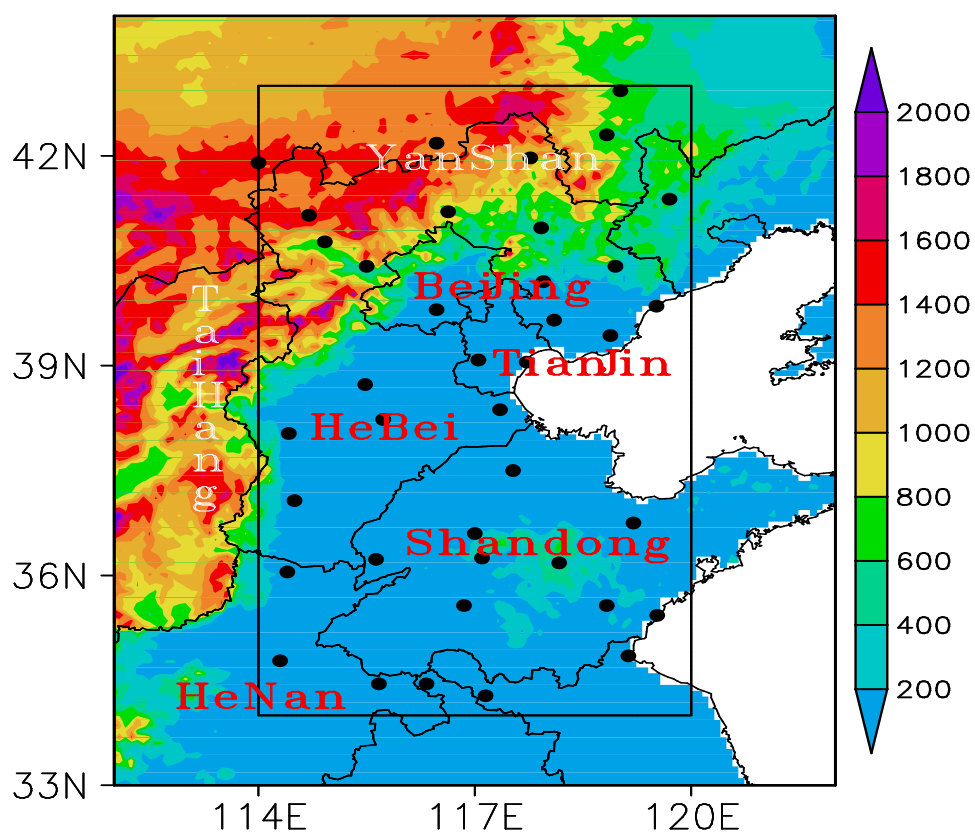 42N
39N
36N
33N
114E
117E
120E
YanShan
TaiHang
BeiJing
TianJin
HeBei
Shandong
HeNan
2000
1800
1600
1400
1200
1000
800
600
400
200